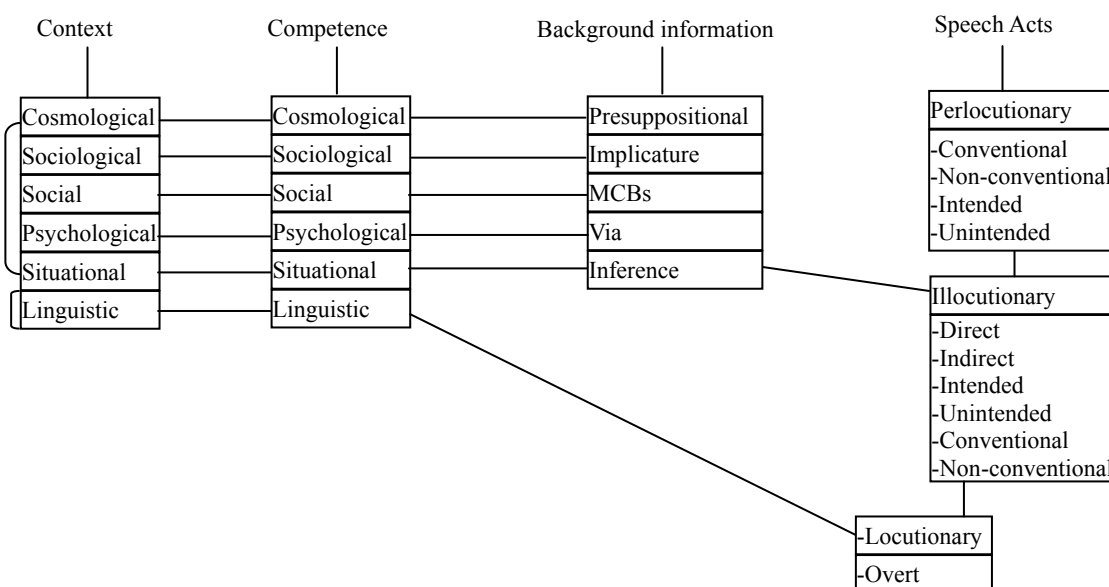 Context
Competence
Background information
Speech Acts
Cosmological
Sociological
Social
Psychological
Situational
Linguistic
Cosmological
Sociological
Social
Psychological
Situational
Linguistic
Presuppositional
Implicature
MCBs
Via
Inference
Perlocutionary
-Conventional
-Non-conventional
-Intended
-Unintended
Illocutionary
-Direct
-Indirect
-Intended
-Unintended
-Conventional
-Non-conventional
-Locutionary
-Overt